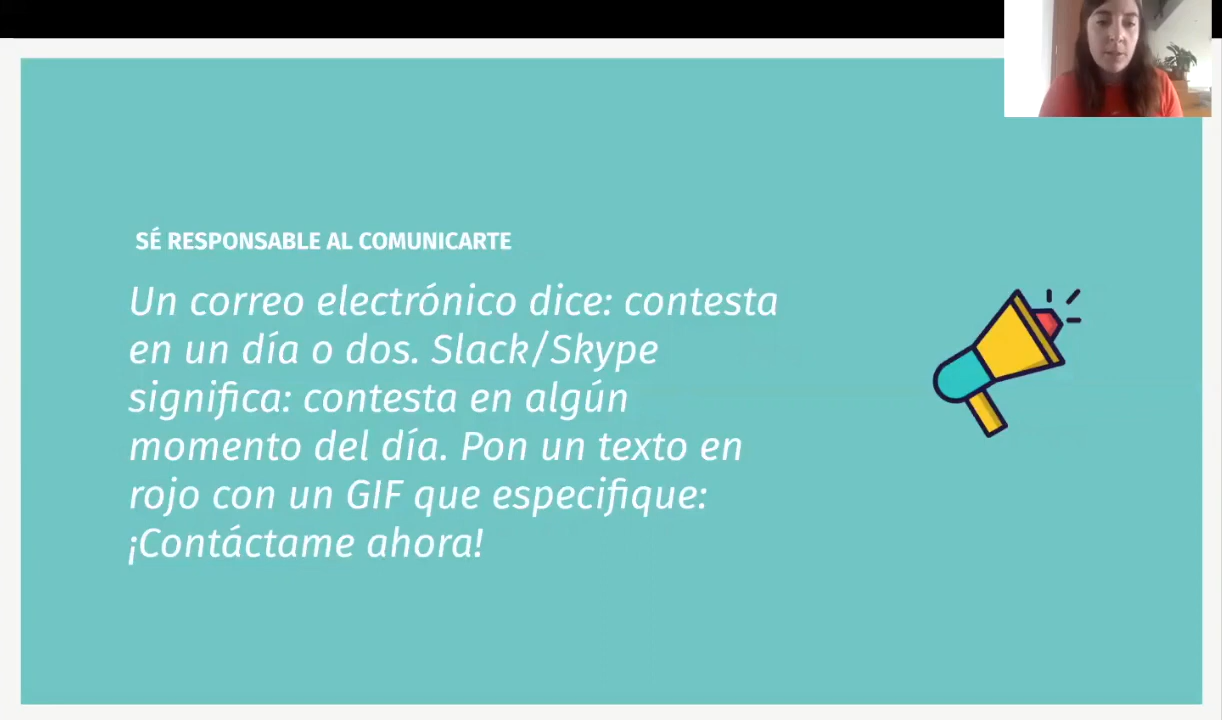 SÉ RESPONSABLE AL COMUNICARTE
Un correo electrónico dice: contesta
en un día o dos. Slack/Skype
significa: contesta en algún
momento del día. Pon un texto en
rojo con un GIF que especifique:
¡Contáctame ahora!